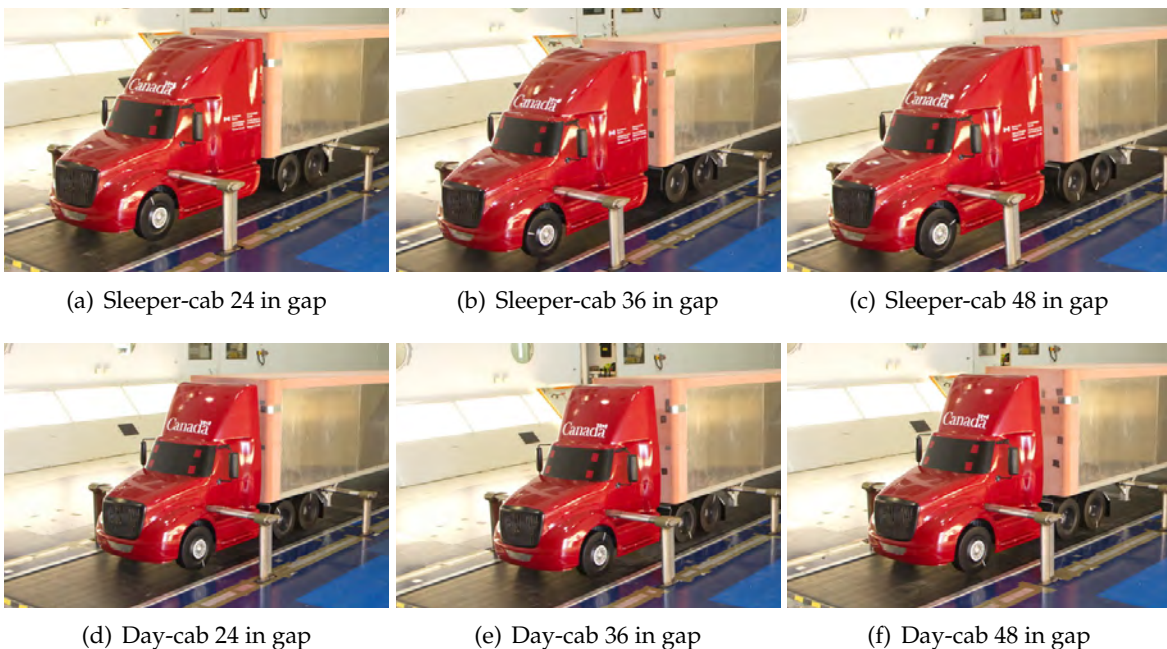 Canada
Canada
Canada
(a) Sleeper-cab 24 in gap
(b) Sleeper-cab 36 in gap
(c) Sleeper-cab 48 in gap
Canada
Canada
Canada
(d) Day-cab 24 in gap
(e) Day-cab 36 in gap
(f) Day-cab 48 in gap